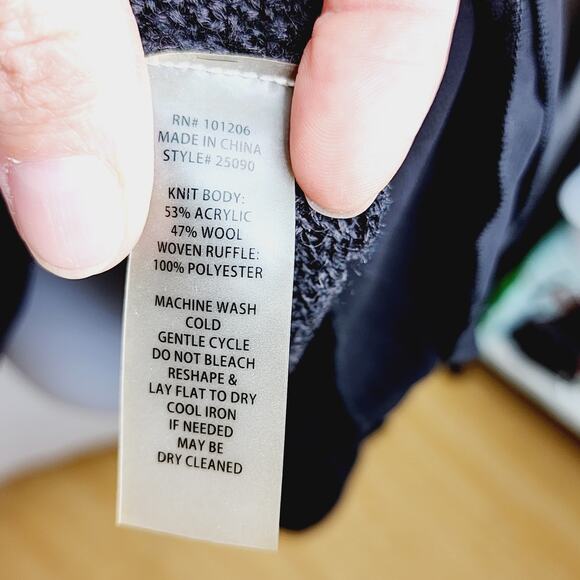 RN# 101206
MADE IN CHINA
STYLE# 25090
KNIT BODY:
53% ACRYLIC
47% WOOL
WOVEN RUFFLE:
100% POLYESTER
MACHINE WASH
COLD
GENTLE CYCLE
DO NOT BLEACH
RESHAPE &
LAY FLAT TO DRY
COOL IRON
IF NEEDED
MAY BE
DRY CLEANED